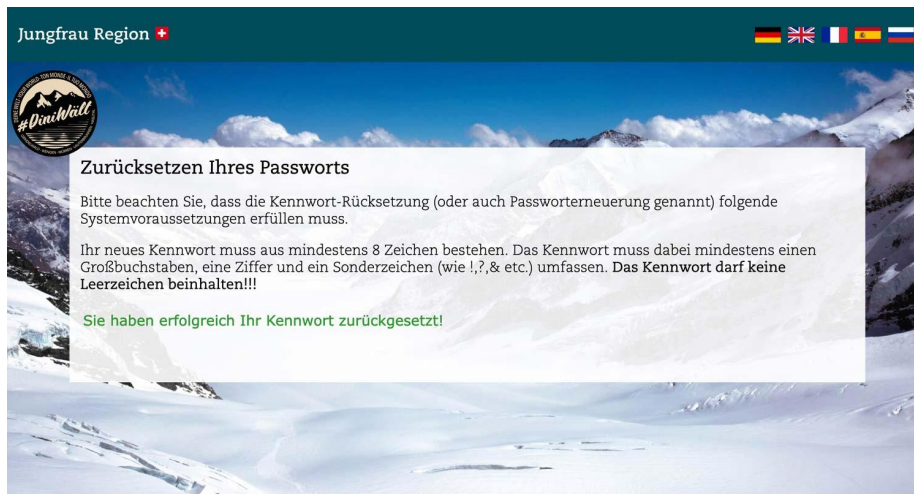 Jungfrau Region
#DiniWält
Zurücksetzen Ihres Passworts
Bitte beachten Sie, dass die Kennwort-Rücksetzung (oder auch Passworterneuerung genannt) folgende
Systemvoraussetzungen erfüllen muss.
Ihr neues Kennwort muss aus mindestens 8 Zeichen bestehen. Das Kennwort muss dabei mindestens einen
Großbuchstaben, eine Ziffer und ein Sonderzeichen (wie !,?,& etc.) umfassen. Das Kennwort darf keine
Leerzeichen beinhalten!!!
Sie haben erfolgreich Ihr Kennwort zurückgesetzt!